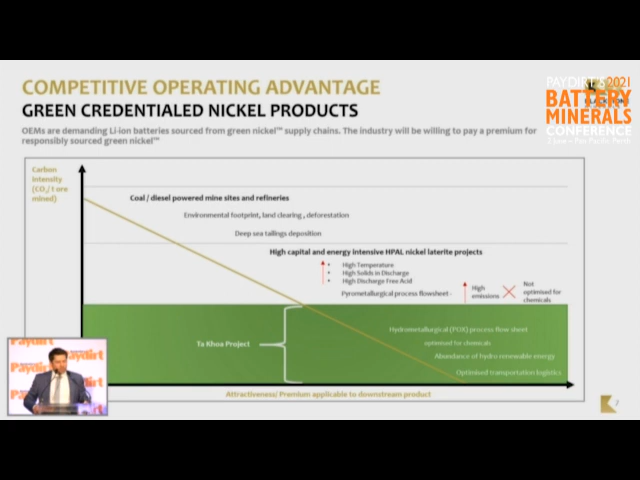 COMPETITIVE OPERATING ADVANTAGE
GREEN CREDENTIALED NICKEL PRODUCTS
OEMs are demanding Li-ion batteries sourced from green nickel™ supply chains. The industry will be willing to pay a premium for
responsibly sourced green nickel™
PAYDIRT'S 2021
BATTERY
MINERALS
CONFERENCE
Carbon
Intensity
(CO₂/ t ore
mined)
Coal / diesel powered mine sites and refineries
Environmental footprint, land clearing , deforestation
Deep sea tailings deposition
High capital and energy intensive HPAL nickel laterite projects
• High Temperature
• High Solids in Discharge
• High Discharge Free Acid
Pyrometallurgical process flowsheet -
High
emissions
Not
optimised for
chemicals
Ta Khoa Project
Hydrometallurgical (POX) process flow sheet
optimised for chemicals
Abundance of hydro renewable energy
Optimised transportation logistics
Attractiveness/ Premium applicable to downstream product
7
Paydirt
Paydirt